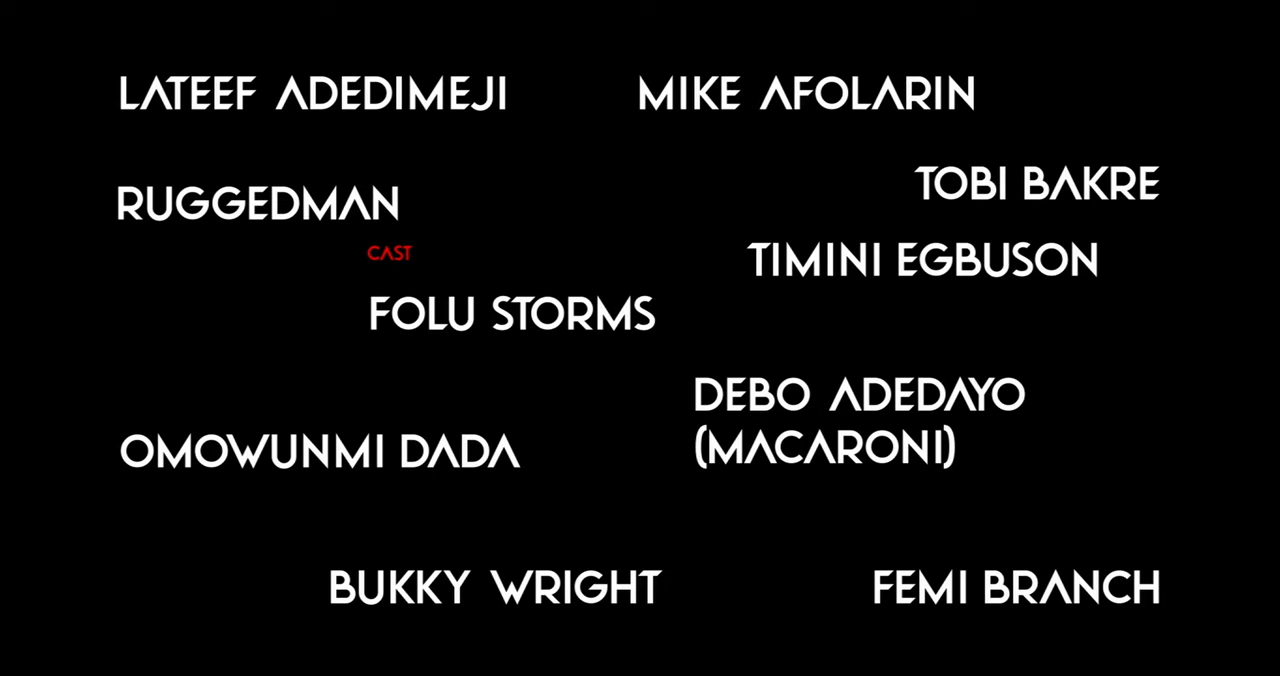 LATEEF ADEDIMEJI
MIKE AFOLARIN
TOBI BAKRE
RUGGEDMAN
CAST
TIMINI EGBUSON
FOLU STORMS
DEBO ADEDAYO
(MACARONI)
OMOWUNMI DADA
BUKKY WRIGHT
FEMI BRANCH